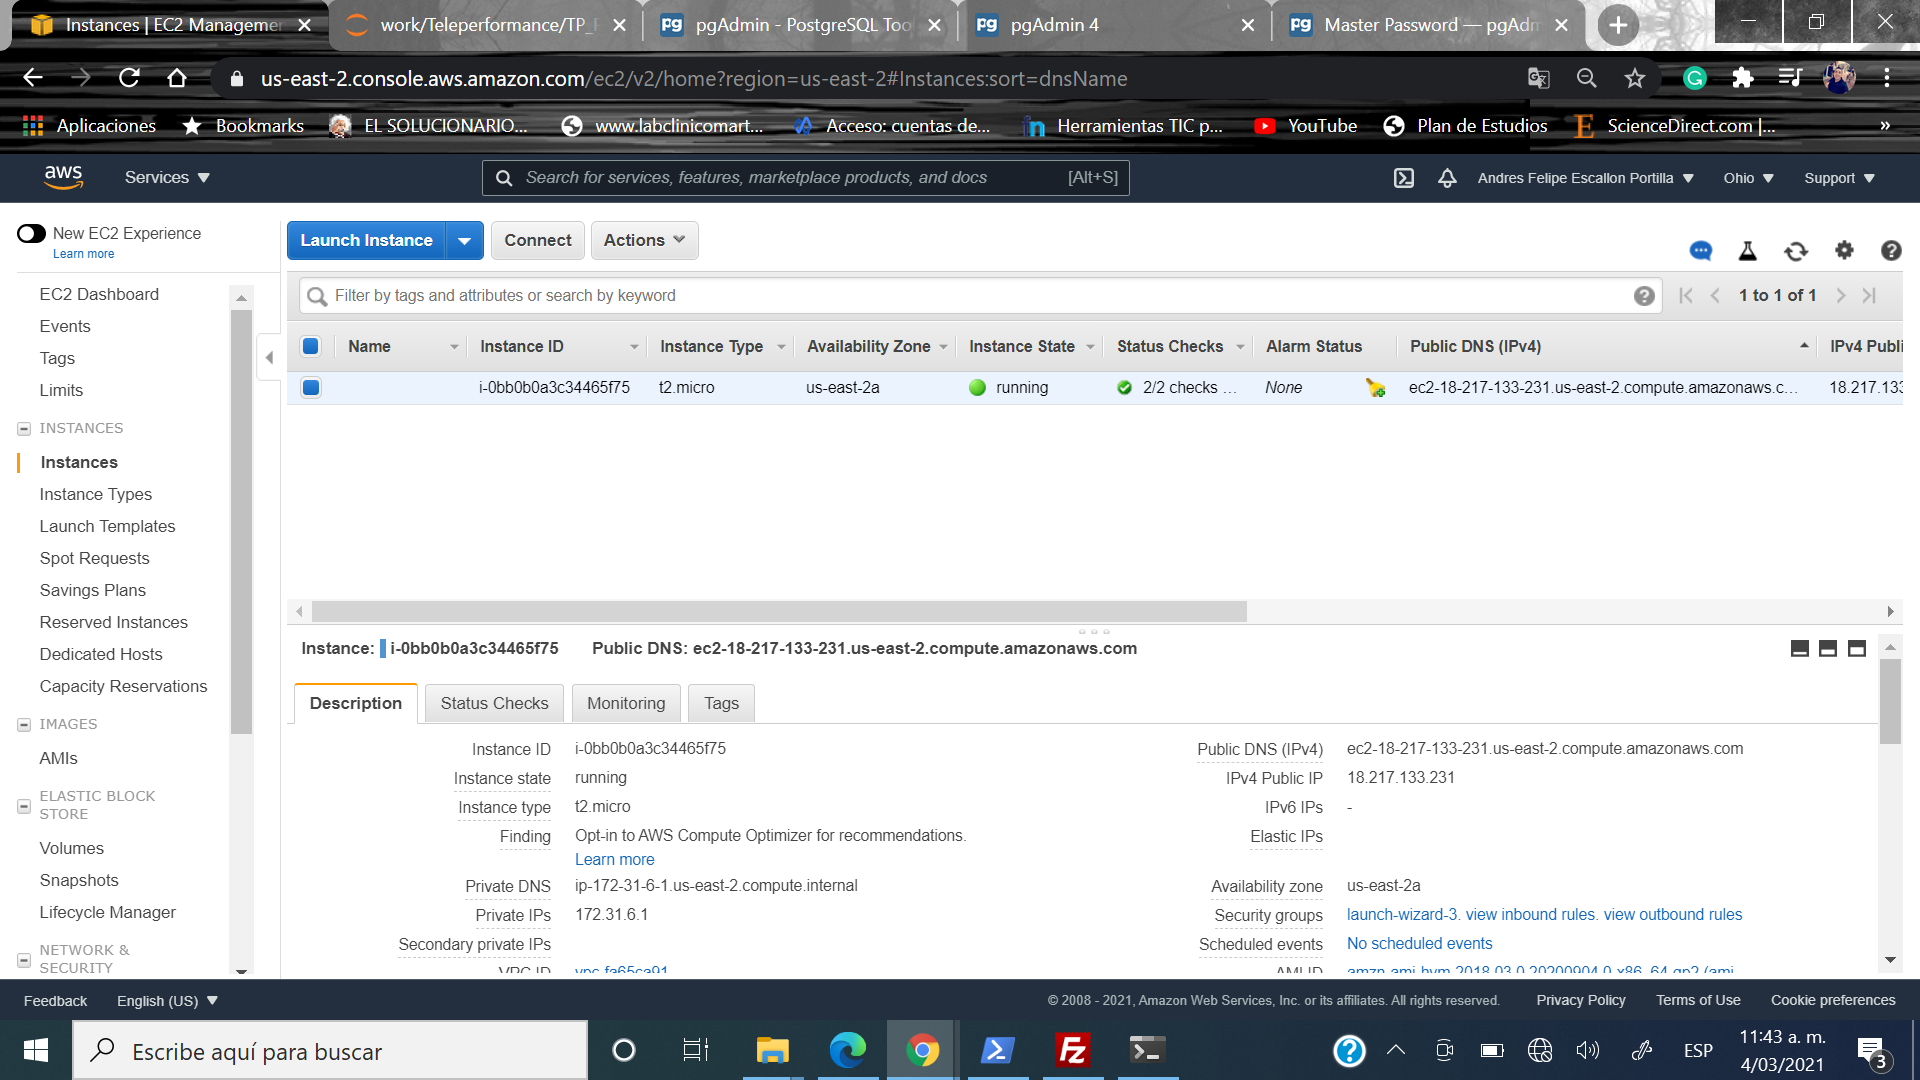 Instances | EC2 Managemen
work/Teleperformance/TP_
pgAdmin - PostgreSQL Too
pgAdmin 4
Master Password — pgAdm
us-east-2.console.aws.amazon.com/ec2/v2/home?region=us-east-2#Instances:sort=dnsName
Aplicaciones
Bookmarks
EL SOLUCIONARIO...
www.labclinicomart...
Acceso: cuentas de...
Herramientas TIC p...
YouTube
Plan de Estudios
ScienceDirect.com |...
»
aws
Services
Search for services, features, marketplace products, and docs
[Alt+S]
Andres Felipe Escallon Portilla
Ohio
Support
New EC2 Experience
Learn more
EC2 Dashboard
Events
Tags
Limits
INSTANCES
Instances
Instance Types
Launch Templates
Spot Requests
Savings Plans
Reserved Instances
Dedicated Hosts
Capacity Reservations
IMAGES
AMIs
ELASTIC BLOCK
STORE
Volumes
Snapshots
Lifecycle Manager
NETWORK &
SECURITY
Launch Instance
Connect
Actions
Filter by tags and attributes or search by keyword
1 to 1 of 1
Name
Instance ID
Instance Type
Availability Zone
Instance State
Status Checks
Alarm Status
Public DNS (IPv4)
IPv4 Publi
i-0bb0b0a3c34465f75
t2.micro
us-east-2a
running
2/2 checks ...
None
ec2-18-217-133-231.us-east-2.compute.amazonaws.c...
18.217.133
Instance: i-0bb0b0a3c34465f75
Public DNS: ec2-18-217-133-231.us-east-2.compute.amazonaws.com
Description
Status Checks
Monitoring
Tags
Instance ID
i-0bb0b0a3c34465f75
Instance state
running
Instance type
t2.micro
Finding
Opt-in to AWS Compute Optimizer for recommendations.
Learn more
Private DNS
ip-172-31-6-1.us-east-2.compute.internal
Private IPs
172.31.6.1
Secondary private IPs
VPC ID
vpc-fa65ca91
Public DNS (IPv4)
ec2-18-217-133-231.us-east-2.compute.amazonaws.com
IPv4 Public IP
18.217.133.231
IPv6 IPs
-
Elastic IPs
Availability zone
us-east-2a
Security groups
launch-wizard-3. view inbound rules. view outbound rules
Scheduled events
No scheduled events
AMI ID
amzn-ami-hvm-2018.03.0.20200904.0-x86_64-gp2 (ami-
Feedback
English (US)
© 2008 - 2021, Amazon Web Services, Inc. or its affiliates. All rights reserved.
Privacy Policy
Terms of Use
Cookie preferences
Escribe aquí para buscar
ESP
11:43 a. m.
4/03/2021
3